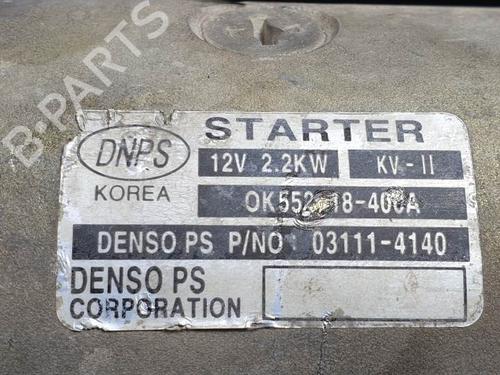 B-PARTS
STARTER
DNPS
12V 2.2KW KV-II
KOREA
DENSO PS P/NO : 03111-4140
DENSO PS
CORPORATION